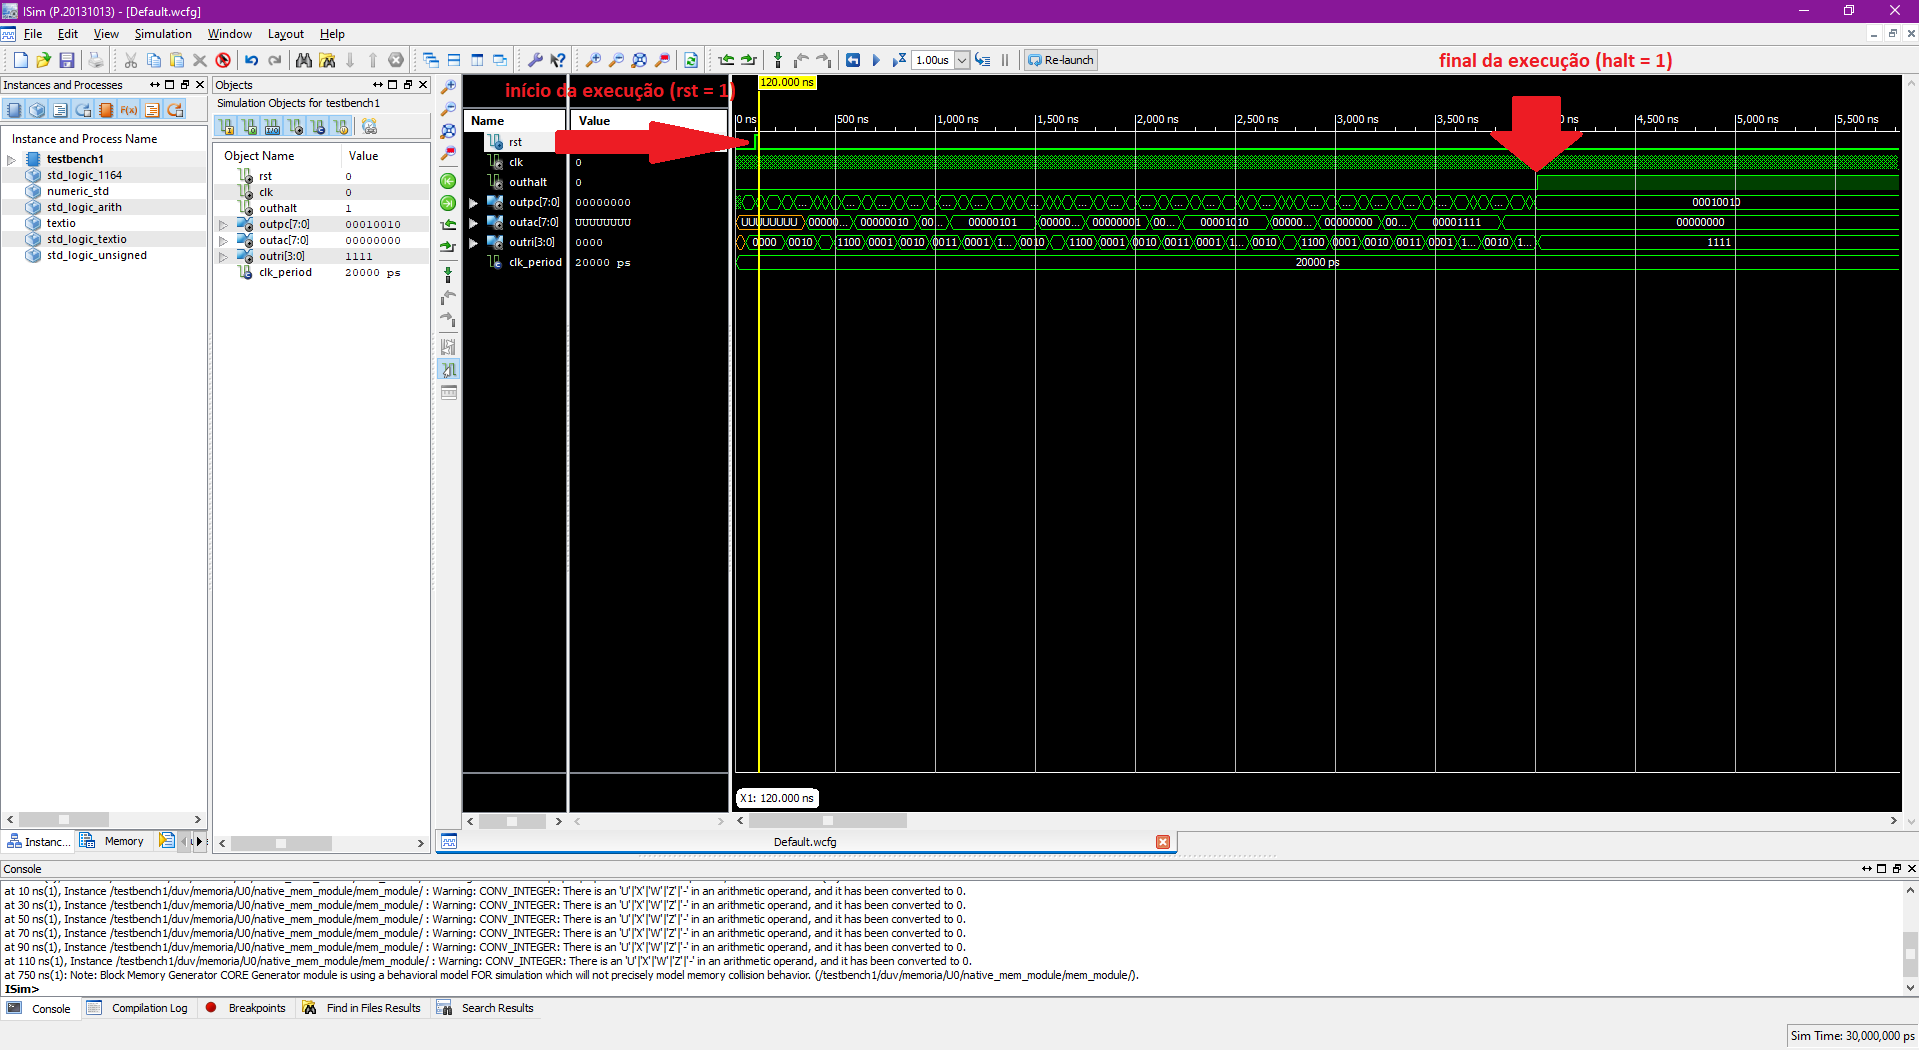 ISim (P.20131013) - [Default.wcfg]
File Edit View Simulation Window Layout Help
1.00us
Re-launch
final da execução (halt = 1)
Instances and Processes
Instance and Process Name
testbench1
std_logic_1164
numeric_std
std_logic_arith
textio
std_logic_textio
std_logic_unsigned
Instanc...
Memory
Objects
Simulation Objects for testbench1
Object Name Value
rst 0
clk 0
outhalt 1
outpc[7:0] 00010010
outac[7:0] 00000000
outri[3:0] 1111
clk_period 20000 ps
início da execução (rst = 1)
120.000 ns
Name Value
0 ns 500 ns 1,000 ns 1,500 ns 2,000 ns 2,500 ns 3,000 ns 3,500 ns 4,500 ns 5,000 ns 5,500 ns
rst
clk 0
outhalt 0
outpc[7:0] 00000000 00010010
outac[7:0] UUUUUUUU UUUUUUUU 00000... 00000010 00... 00000101 00000... 00000001 00... 00001010 00000... 00000000 00... 00001111 00000000
outri[3:0] 0000 0000 0010 1100 0001 0010 0011 0001 1... 0010 1100 0001 0010 0011 0001 1... 0010 1100 0001 0010 0011 0001 1... 0010 1... 1111
clk_period 20000 ps 20000 ps
X1: 120.000 ns
Default.wcfg
Console
at 10 ns(1), Instance /testbench1/duv/memoria/U0/native_mem_module/mem_module/ : Warning: CONV_INTEGER: There is an 'U'|'X'|'W'|'Z'|'-' in an arithmetic operand, and it has been converted to 0.
at 30 ns(1), Instance /testbench1/duv/memoria/U0/native_mem_module/mem_module/ : Warning: CONV_INTEGER: There is an 'U'|'X'|'W'|'Z'|'-' in an arithmetic operand, and it has been converted to 0.
at 50 ns(1), Instance /testbench1/duv/memoria/U0/native_mem_module/mem_module/ : Warning: CONV_INTEGER: There is an 'U'|'X'|'W'|'Z'|'-' in an arithmetic operand, and it has been converted to 0.
at 70 ns(1), Instance /testbench1/duv/memoria/U0/native_mem_module/mem_module/ : Warning: CONV_INTEGER: There is an 'U'|'X'|'W'|'Z'|'-' in an arithmetic operand, and it has been converted to 0.
at 90 ns(1), Instance /testbench1/duv/memoria/U0/native_mem_module/mem_module/ : Warning: CONV_INTEGER: There is an 'U'|'X'|'W'|'Z'|'-' in an arithmetic operand, and it has been converted to 0.
at 110 ns(1), Instance /testbench1/duv/memoria/U0/native_mem_module/mem_module/ : Warning: CONV_INTEGER: There is an 'U'|'X'|'W'|'Z'|'-' in an arithmetic operand, and it has been converted to 0.
at 750 ns(1): Note: Block Memory Generator CORE Generator module is using a behavioral model FOR simulation which will not precisely model memory collision behavior. (/testbench1/duv/memoria/U0/native_mem_module/mem_module/).
ISim>
Console Compilation Log Breakpoints Find in Files Results Search Results
Sim Time: 30,000,000 ps